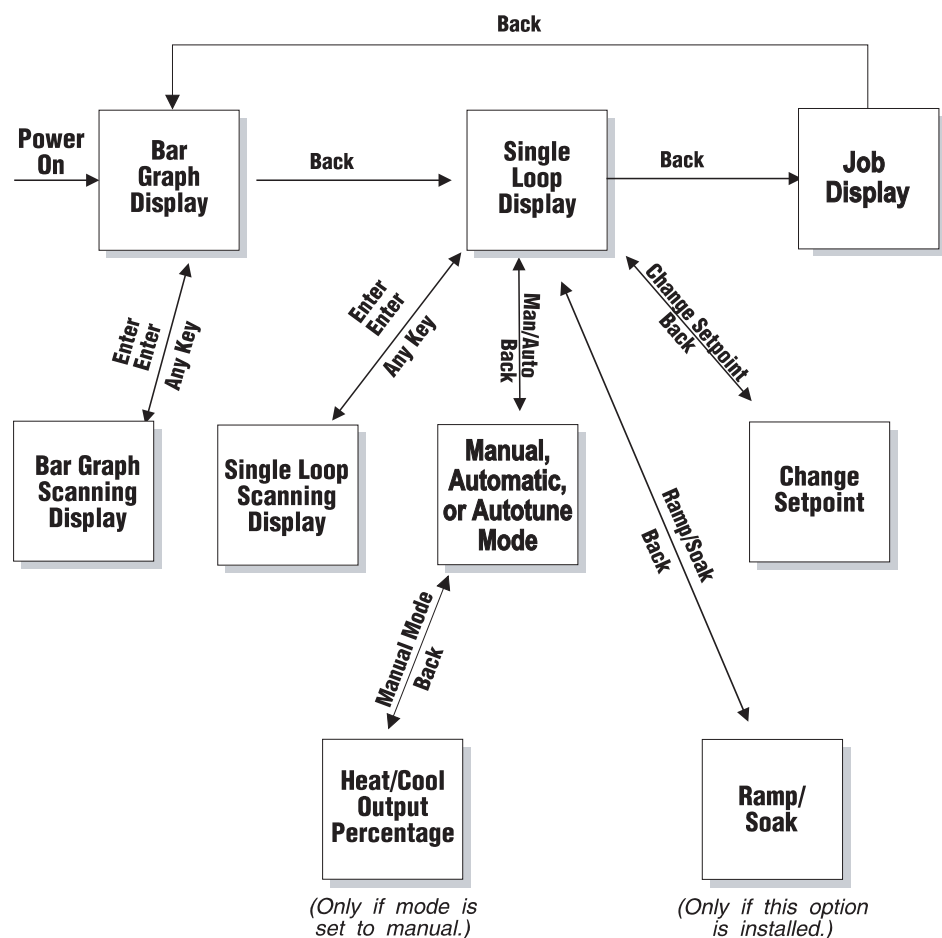 Back
Power
On
Bar
Graph
Display
Back
Single
Loop
Display
Back
Job
Display
Enter
Enter
Any Key
Enter
Enter
Any Key
Man/Auto
Back
Change Setpoint
Back
Bar Graph
Scanning
Display
Single Loop
Scanning
Display
Manual,
Automatic,
or Autotune
Mode
Ramp/Soak
Back
Change
Setpoint
Manual Mode
Back
Heat/Cool
Output
Percentage
(Only if mode is
set to manual.)
Ramp/
Soak
(Only if this option
is installed.)